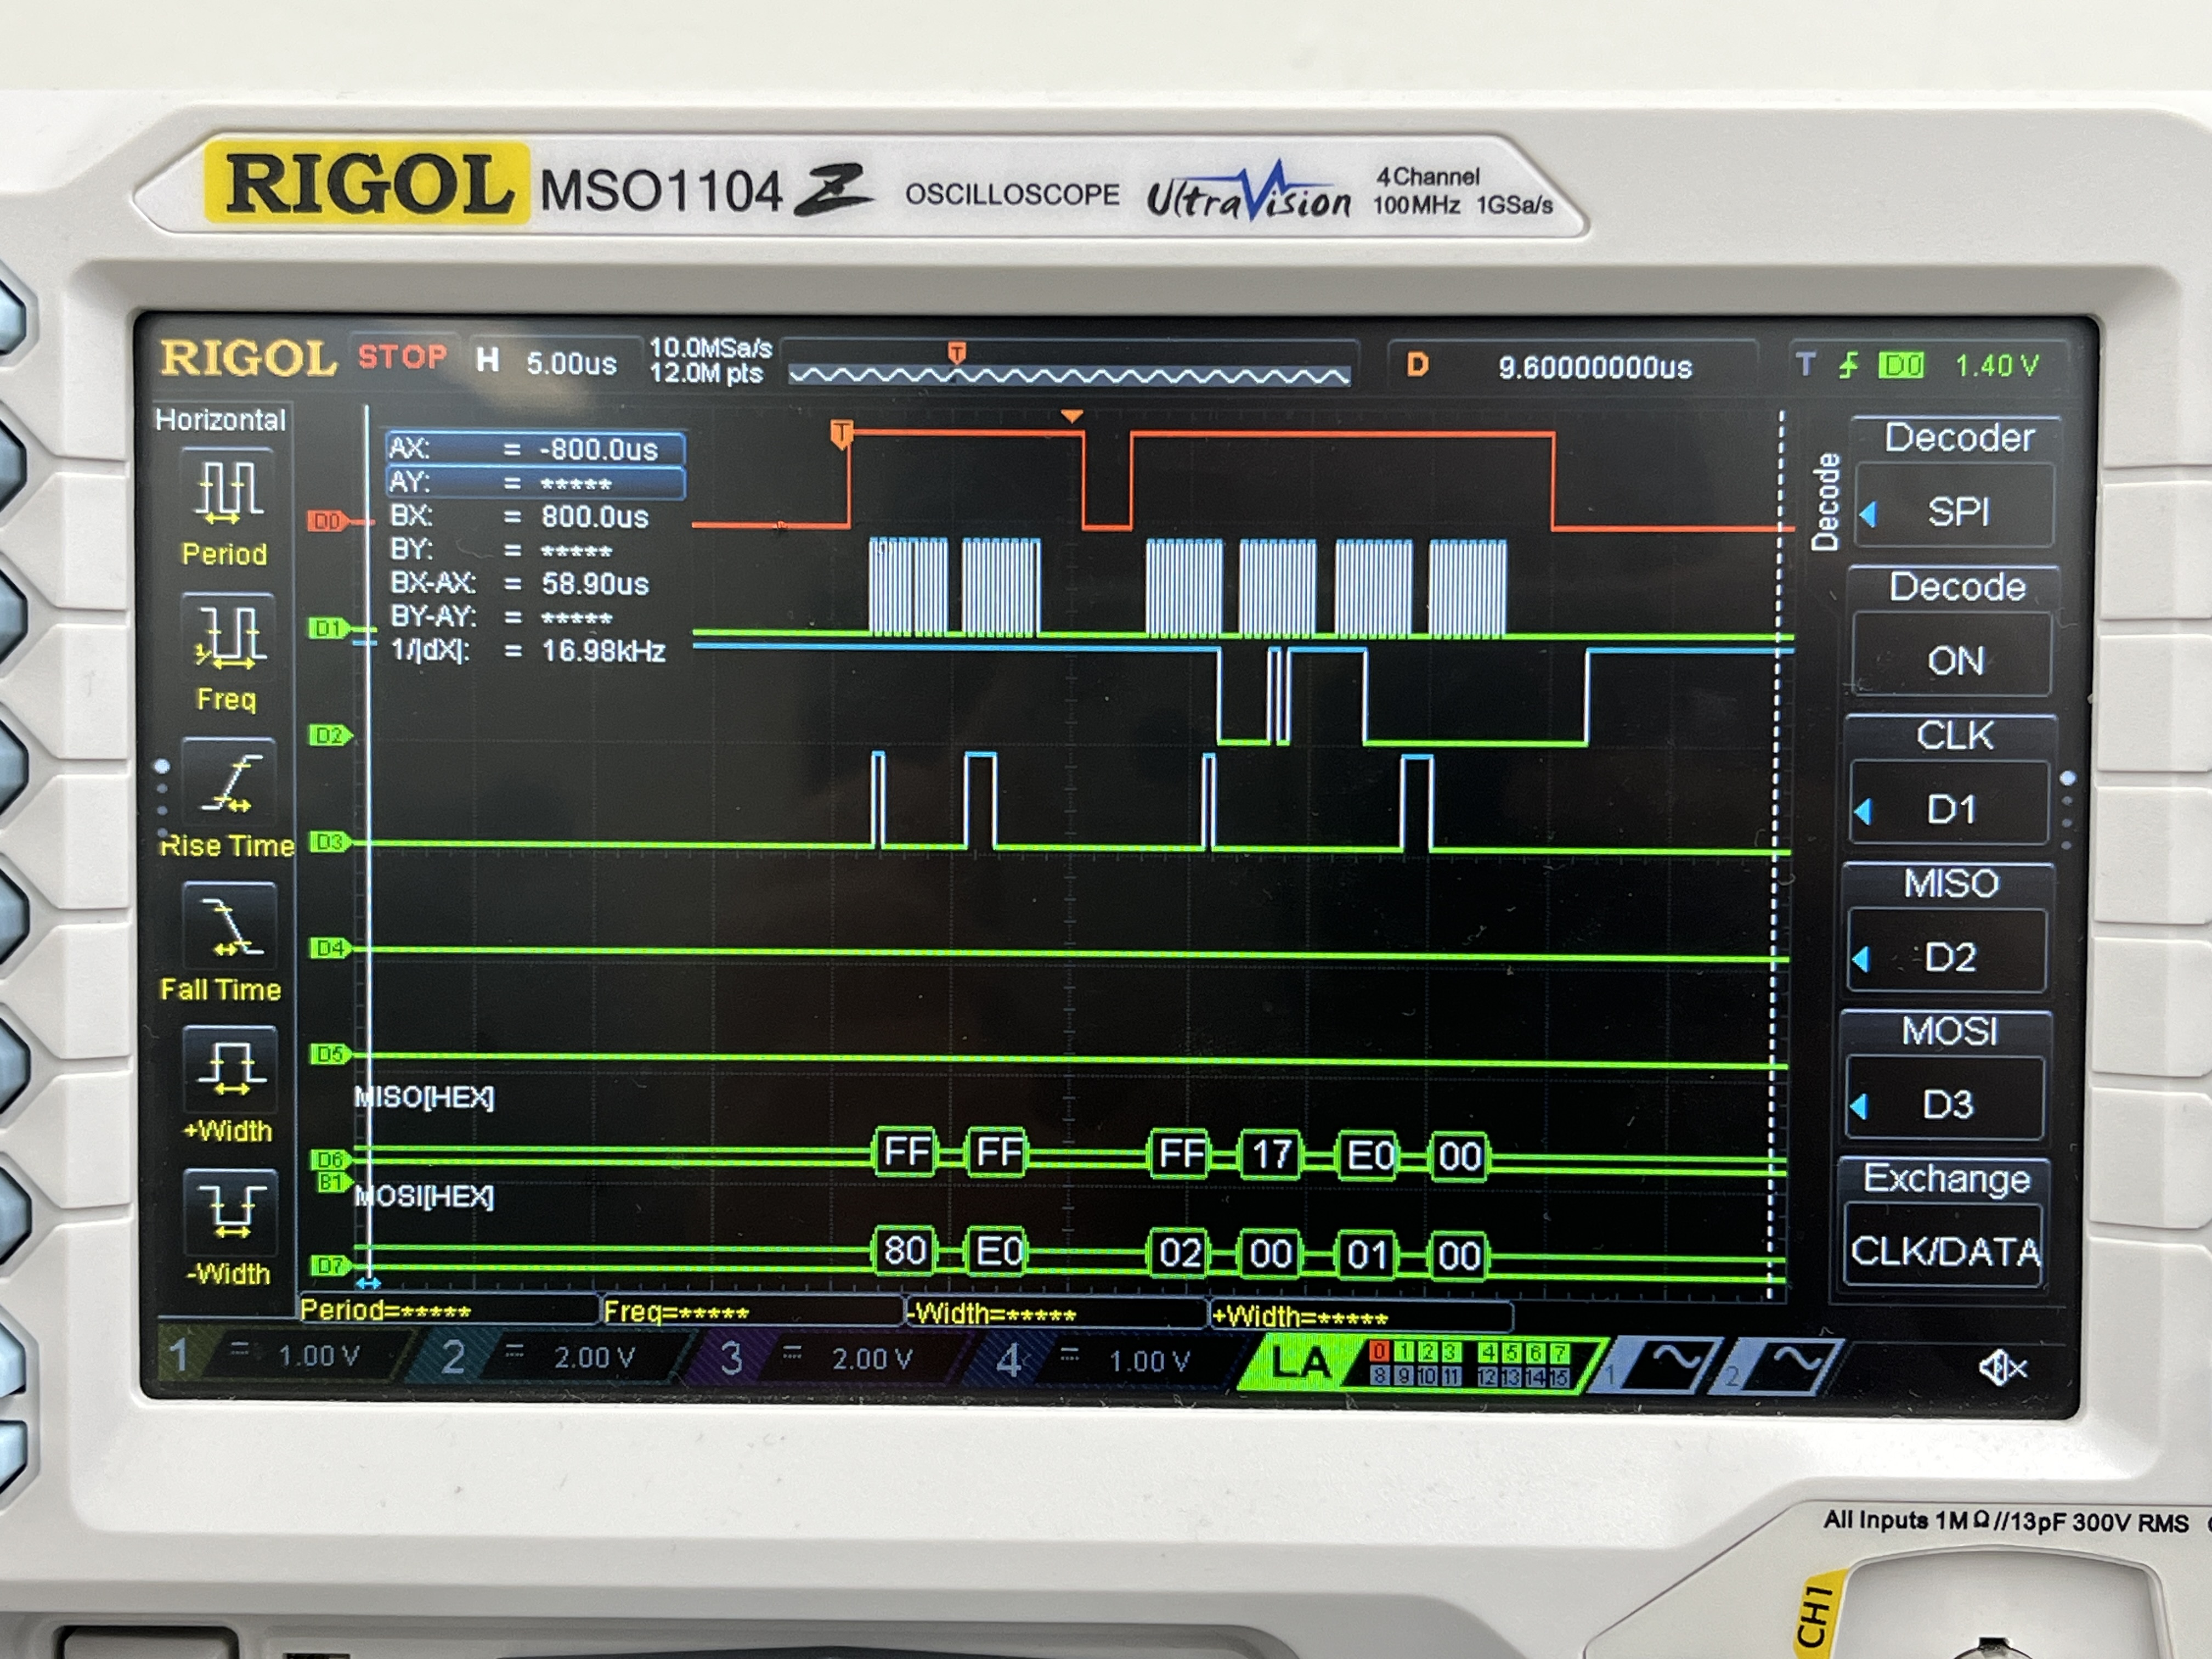 RIGOL MSO1104Z OSCILLOSCOPE UltraVision 4 Channel
100MHz 1GSa/s
RIGOL STOP H 5.00us 10.0MSa/s
12.0M pts
T
D 9.60000000us T D0 1.40 V
Horizontal
Period
Freq
Rise Time
Fall Time
+Width
-Width
AX: = -800.0us
AY: = *****
BX: = 800.0us
BY: = *****
BX-AX: = 58.90us
BY-AY: = *****
1/|dX|: = 16.98kHz
T
D0
D1
D2
D3
D4
D5
MISO[HEX]
D6 FF FF FF 17 E0 00
B1
MOSI[HEX]
D7 80 E0 02 00 01 00
Decode
Decoder
SPI
Decode
ON
CLK
D1
MISO
D2
MOSI
D3
Exchange
CLK/DATA
Period=***** Freq=***** -Width=***** +Width=*****
1 = 1.00 V 2 = 2.00 V 3 = 2.00 V 4 = 1.00 V LA 0 1 2 3 4 5 6 7
8 9 10 11 12 13 14 15
1 2
All Inputs 1MΩ//13pF 300V RMS
CH1